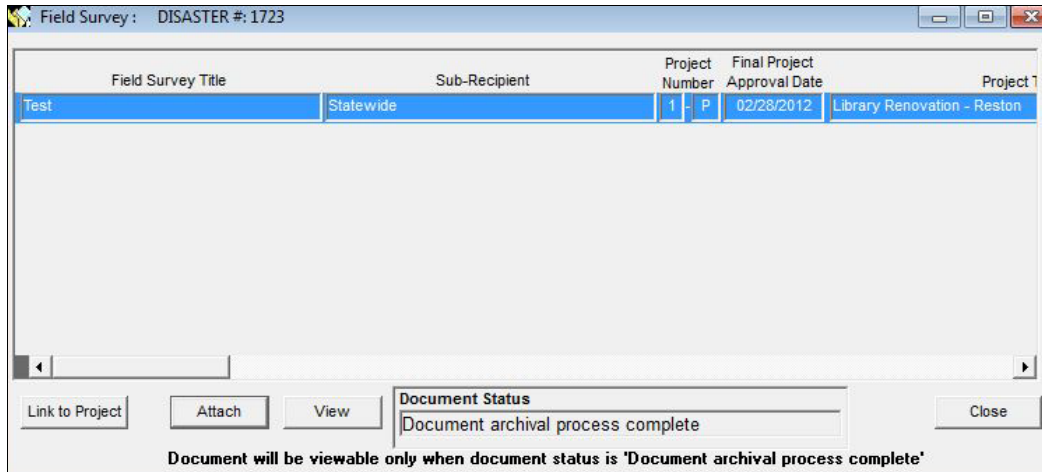 Field Survey : DISASTER #: 1723
Project Final Project
Field Survey Title Sub-Recipient Number Approval Date Project T
Test Statewide 1 - P 02/28/2012 Library Renovation - Reston
Document Status
Link to Project Attach View Document archival process complete Close
Document will be viewable only when document status is 'Document archival process complete'